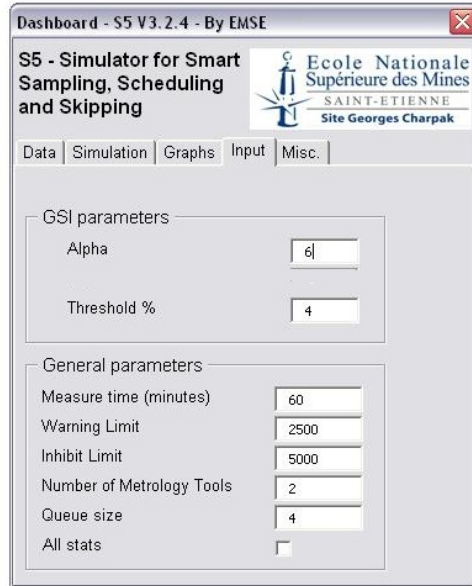 Dashboard - S5 V3.2.4 - By EMSE
S5 - Simulator for Smart
Sampling, Scheduling
and Skipping
Ecole Nationale
Supérieure des Mines
SAINT-ETIENNE
Site Georges Charpak
Data Simulation Graphs Input Misc.
GSI parameters
Alpha 6
Threshold % 4
General parameters
Measure time (minutes) 60
Warning Limit 2500
Inhibit Limit 5000
Number of Metrology Tools 2
Queue size 4
All stats